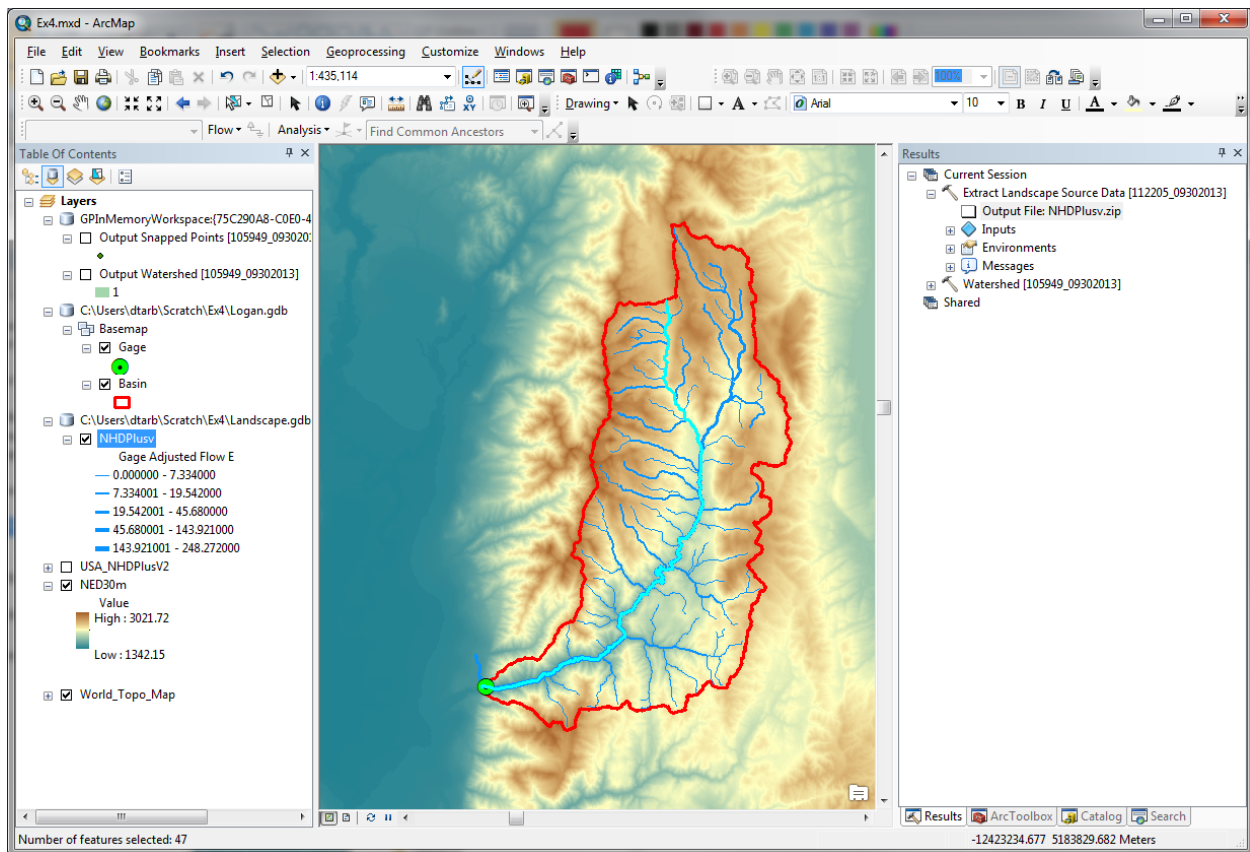 Ex4.mxd - ArcMap
File Edit View Bookmarks Insert Selection Geoprocessing Customize Windows Help
1:435,114
100%
Drawing
A
Arial
10
B I U A
Flow
Analysis
Find Common Ancestors
Table Of Contents
Layers
GPInMemoryWorkspace:{75C290A8-C0E0-4
Output Snapped Points [105949_093020:
Output Watershed [105949_09302013]
1
C:\Users\dtarb\Scratch\Ex4\Logan.gdb
Basemap
Gage
Basin
C:\Users\dtarb\Scratch\Ex4\Landscape.gdb
NHDPlusv
Gage Adjusted Flow E
0.000000 - 7.334000
7.334001 - 19.542000
19.542001 - 45.680000
45.680001 - 143.921000
143.921001 - 248.272000
USA_NHDPlusV2
NED30m
Value
High : 3021.72
Low : 1342.15
World_Topo_Map
Results
Current Session
Extract Landscape Source Data [112205_09302013]
Output File: NHDPlusv.zip
Inputs
Environments
Messages
Watershed [105949_09302013]
Shared
Results ArcToolbox Catalog Search
Number of features selected: 47
-12423234.677 5183829.682 Meters